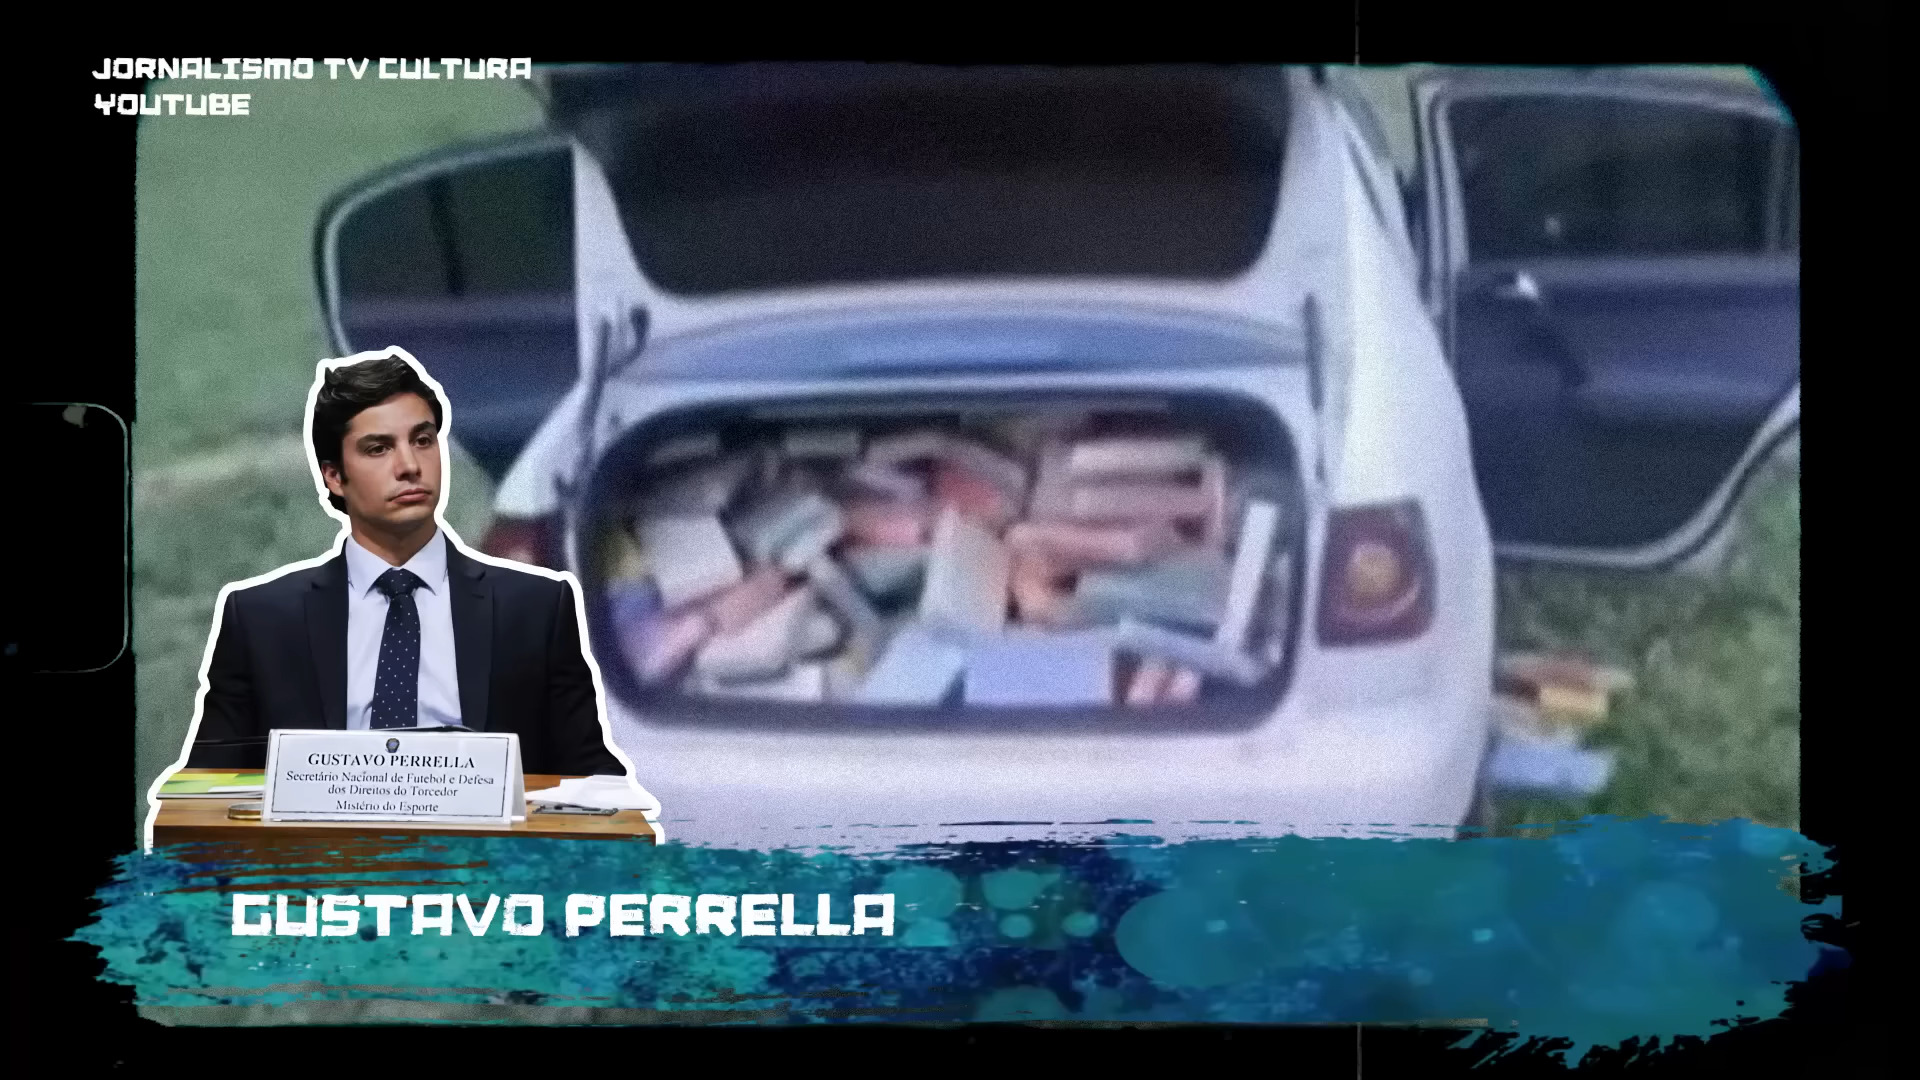 JORNALISMO TV CULTURA
YOUTUBE
GUSTAVO PERRELLA
Secretário Nacional de Futebol e Defesa
dos Direitos do Torcedor
Mistério do Esporte
GUSTAVO PERRELLA